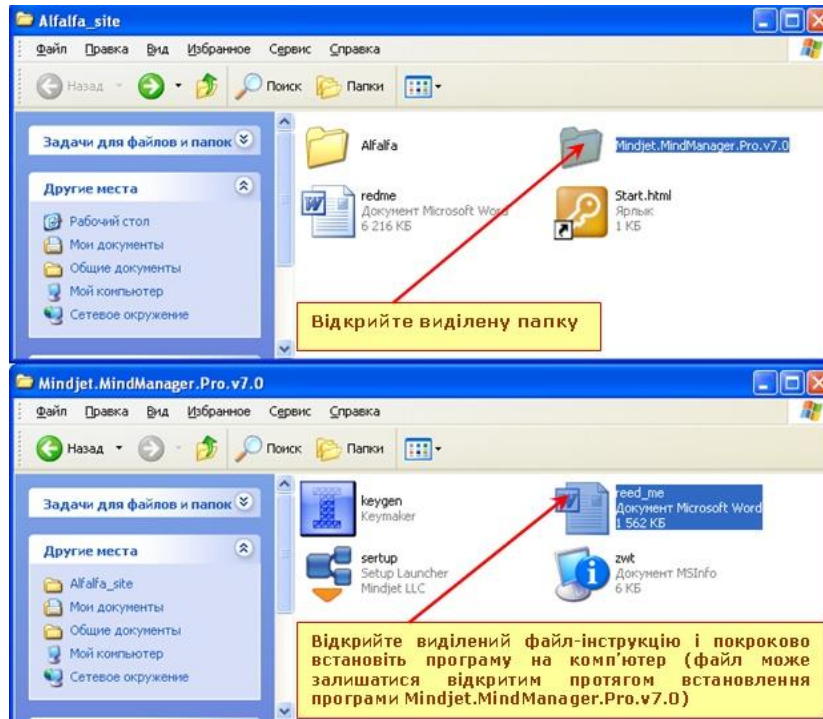 Alfalfa_site
Файл Правка Вид Избранное Сервис Справка
Назад Поиск Папки
Задачи для файлов и папок
Другие места
Рабочий стол
Мои документы
Общие документы
Мой компьютер
Сетевое окружение
Alfalfa
Mindjet.MindManager.Pro.v7.0
redme
Документ Microsoft Word
6 216 КБ
Start.html
Ярлык
1 КБ
Відкрийте виділену папку
Mindjet.MindManager.Pro.v7.0
Файл Правка Вид Избранное Сервис Справка
Назад Поиск Папки
Задачи для файлов и папок
Другие места
Alfalfa_site
Мои документы
Общие документы
Мой компьютер
Сетевое окружение
keygen
Keymaker
reed_me
Документ Microsoft Word
1 562 КБ
sertup
Setup Launcher
Mindjet LLC
zwt
Документ MSInfo
6 КБ
Відкрийте виділений файл-інструкцію і покроково
встановіть програму на комп'ютер (файл може
залишатися відкритим протягом встановлення
програми Mindjet.MindManager.Pro.v7.0)